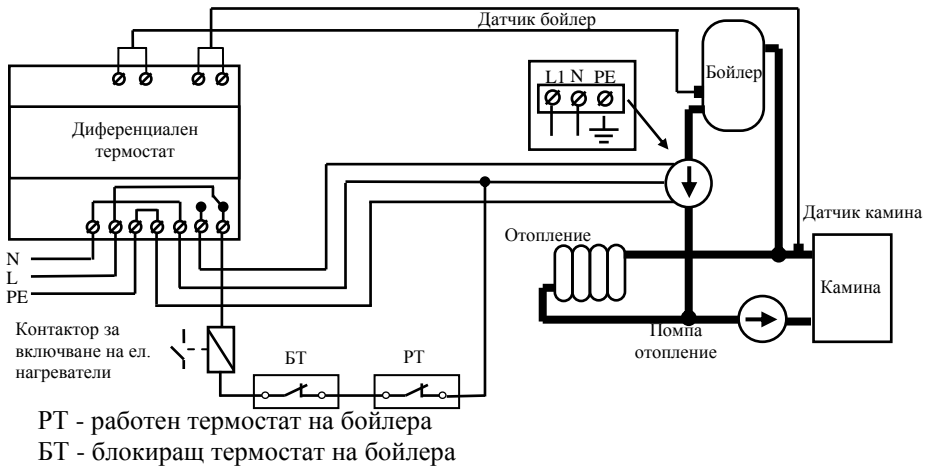 Датчик бойлер
Бойлер
L1 N PE
Диференциален
термостат
Датчик камина
Отопление
N
L
PE
Камина
Контактор за
включване на ел.
нагреватели
Помпа
отопление
БТ
РТ
РТ - работен термостат на бойлера
БТ - блокиращ термостат на бойлера